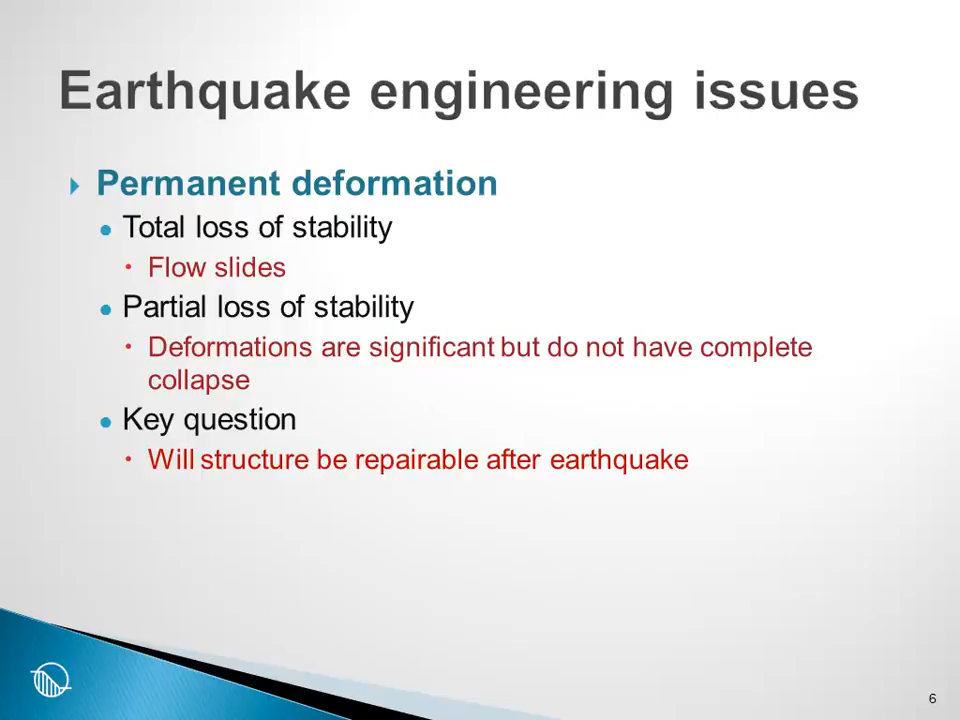 Earthquake engineering issues
Permanent deformation
Total loss of stability
Flow slides
Partial loss of stability
Deformations are significant but do not have complete
collapse
Key question
Will structure be repairable after earthquake
6